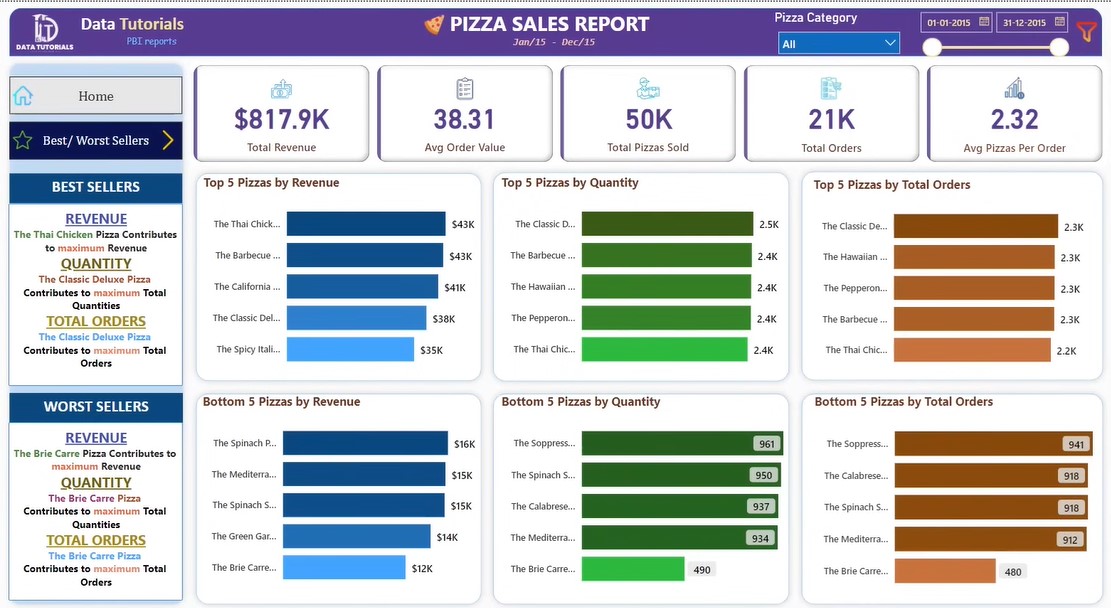 DATA TUTORIALS
Data Tutorials
PBI reports
PIZZA SALES REPORT
Jan/15 - Dec/15
Pizza Category
All
01-01-2015
31-12-2015
Home
Best/ Worst Sellers
$817.9K
Total Revenue
38.31
Avg Order Value
50K
Total Pizzas Sold
21K
Total Orders
2.32
Avg Pizzas Per Order
BEST SELLERS
REVENUE
The Thai Chicken Pizza Contributes
to maximum Revenue
QUANTITY
The Classic Deluxe Pizza
Contributes to maximum Total
Quantities
TOTAL ORDERS
The Classic Deluxe Pizza
Contributes to maximum Total
Orders
Top 5 Pizzas by Revenue
The Thai Chick... $43K
The Barbecue ... $43K
The California ... $41K
The Classic Del... $38K
The Spicy Itali... $35K
Top 5 Pizzas by Quantity
The Classic D... 2.5K
The Barbecue ... 2.4K
The Hawaiian ... 2.4K
The Pepperon... 2.4K
The Thai Chic... 2.4K
Top 5 Pizzas by Total Orders
The Classic De... 2.3K
The Hawaiian ... 2.3K
The Pepperon... 2.3K
The Barbecue ... 2.3K
The Thai Chic... 2.2K
WORST SELLERS
REVENUE
The Brie Carre Pizza Contributes to
maximum Revenue
QUANTITY
The Brie Carre Pizza
Contributes to maximum Total
Quantities
TOTAL ORDERS
The Brie Carre Pizza
Contributes to maximum Total
Orders
Bottom 5 Pizzas by Revenue
The Spinach P... $16K
The Mediterra... $15K
The Spinach S... $15K
The Green Gar... $14K
The Brie Carre... $12K
Bottom 5 Pizzas by Quantity
The Soppress... 961
The Spinach S... 950
The Calabrese... 937
The Mediterra... 934
The Brie Carre... 490
Bottom 5 Pizzas by Total Orders
The Soppress... 941
The Calabrese... 918
The Spinach S... 918
The Mediterra... 912
The Brie Carre... 480